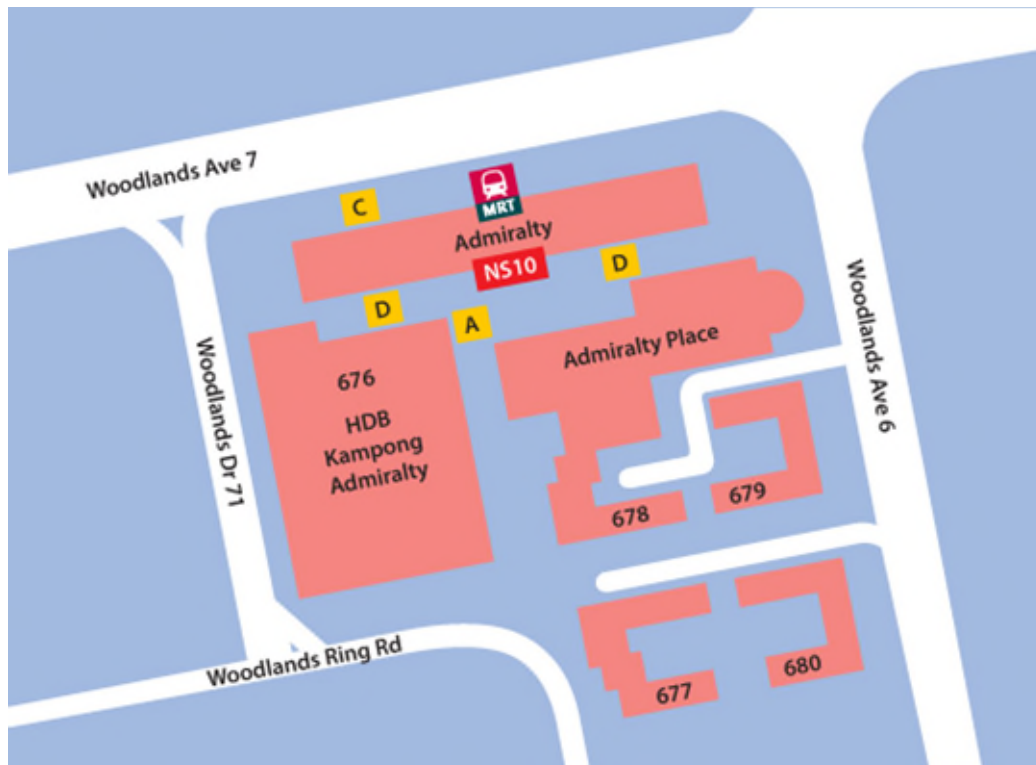 Woodlands Ave 7
C
MRT
Admiralty
NS10
D
D
A
Admiralty Place
Woodlands Ave 6
Woodlands Dr 71
676
HDB
Kampong
Admiralty
678
679
Woodlands Ring Rd
677
680